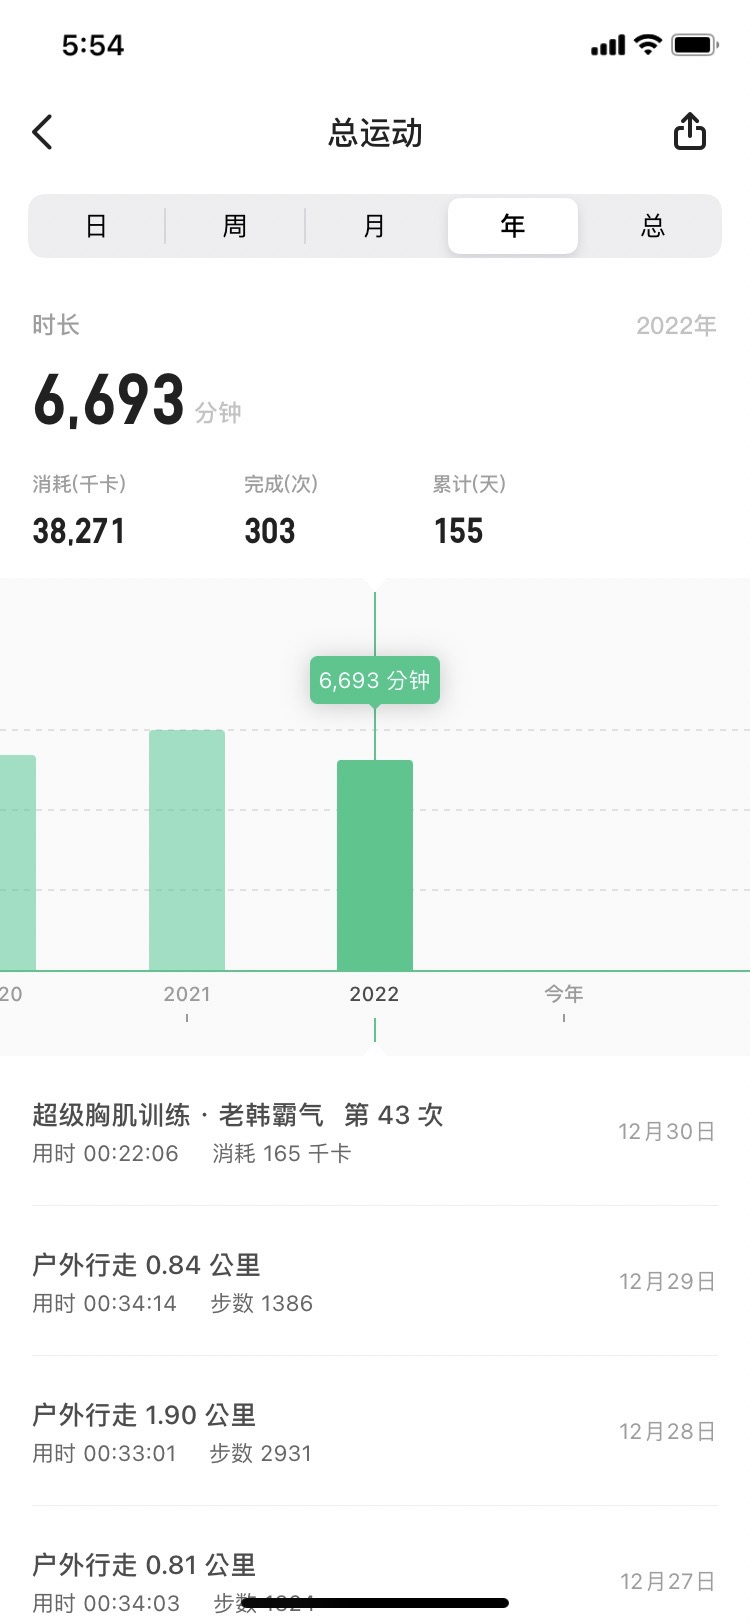 5:54
总运动
日 周 月 年 总
时长 2022年
6,693 分钟
消耗(千卡) 完成(次) 累计(天)
38,271 303 155
6,693 分钟
20 2021 2022 今年
超级胸肌训练 · 老韩霸气 第 43 次
用时 00:22:06 消耗 165 千卡
12月30日
户外行走 0.84 公里
用时 00:34:14 步数 1386
12月29日
户外行走 1.90 公里
用时 00:33:01 步数 2931
12月28日
户外行走 0.81 公里
用时 00:34:03 步数
12月27日